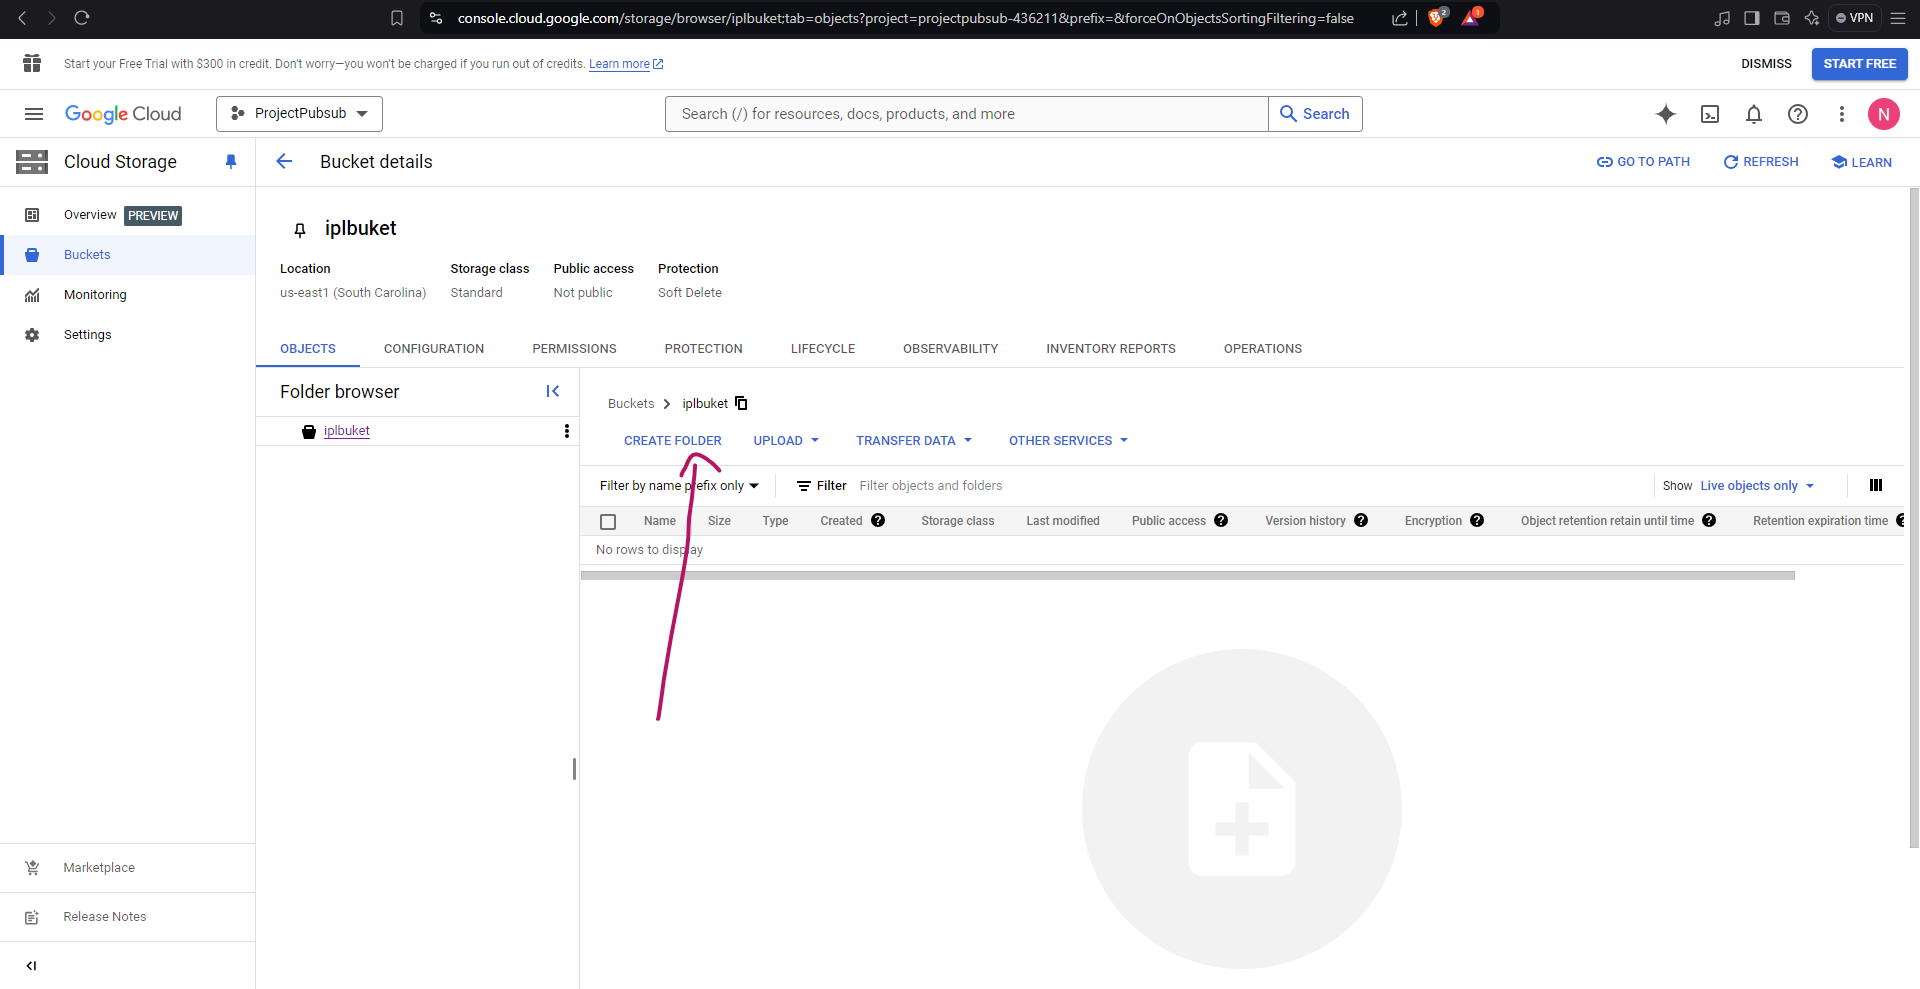 console.cloud.google.com/storage/browser/iplbuket;tab=objects?project=projectpubsub-436211&prefix=&forceOnObjectsSortingFiltering=false
2
1
VPN
Start your Free Trial with $300 in credit. Don't worry—you won't be charged if you run out of credits. Learn more
DISMISS
START FREE
Google Cloud
ProjectPubsub
Search (/) for resources, docs, products, and more
Search
N
Cloud Storage
Bucket details
GO TO PATH
REFRESH
LEARN
Overview PREVIEW
Buckets
Monitoring
Settings
Marketplace
Release Notes
iplbuket
Location Storage class Public access Protection
us-east1 (South Carolina) Standard Not public Soft Delete
OBJECTS CONFIGURATION PERMISSIONS PROTECTION LIFECYCLE OBSERVABILITY INVENTORY REPORTS OPERATIONS
Folder browser
iplbuket
Buckets > iplbuket
CREATE FOLDER UPLOAD TRANSFER DATA OTHER SERVICES
Filter by name prefix only Filter Filter objects and folders Show Live objects only
Name Size Type Created Storage class Last modified Public access Version history Encryption Object retention retain until time Retention expiration time
No rows to display